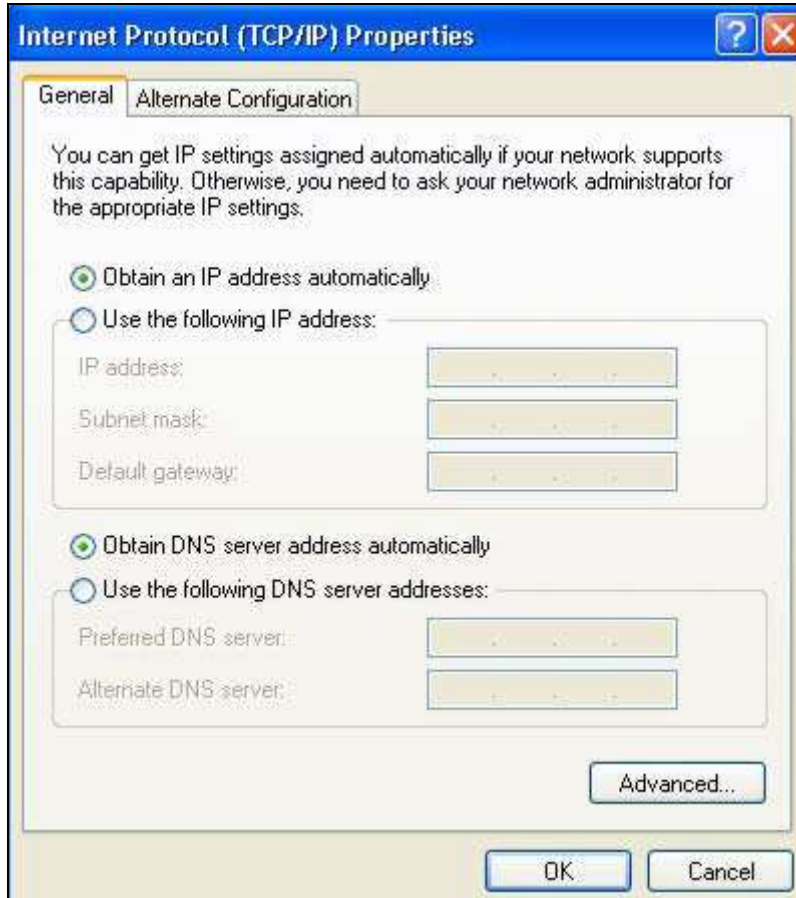 Internet Protocol (TCP/IP) Properties
General
Alternate Configuration
You can get IP settings assigned automatically if your network supports
this capability. Otherwise, you need to ask your network administrator for
the appropriate IP settings.
Obtain an IP address automatically
Use the following IP address:
IP address:
Subnet mask:
Default gateway:
Obtain DNS server address automatically
Use the following DNS server addresses:
Preferred DNS server:
Alternate DNS server:
Advanced...
OK
Cancel